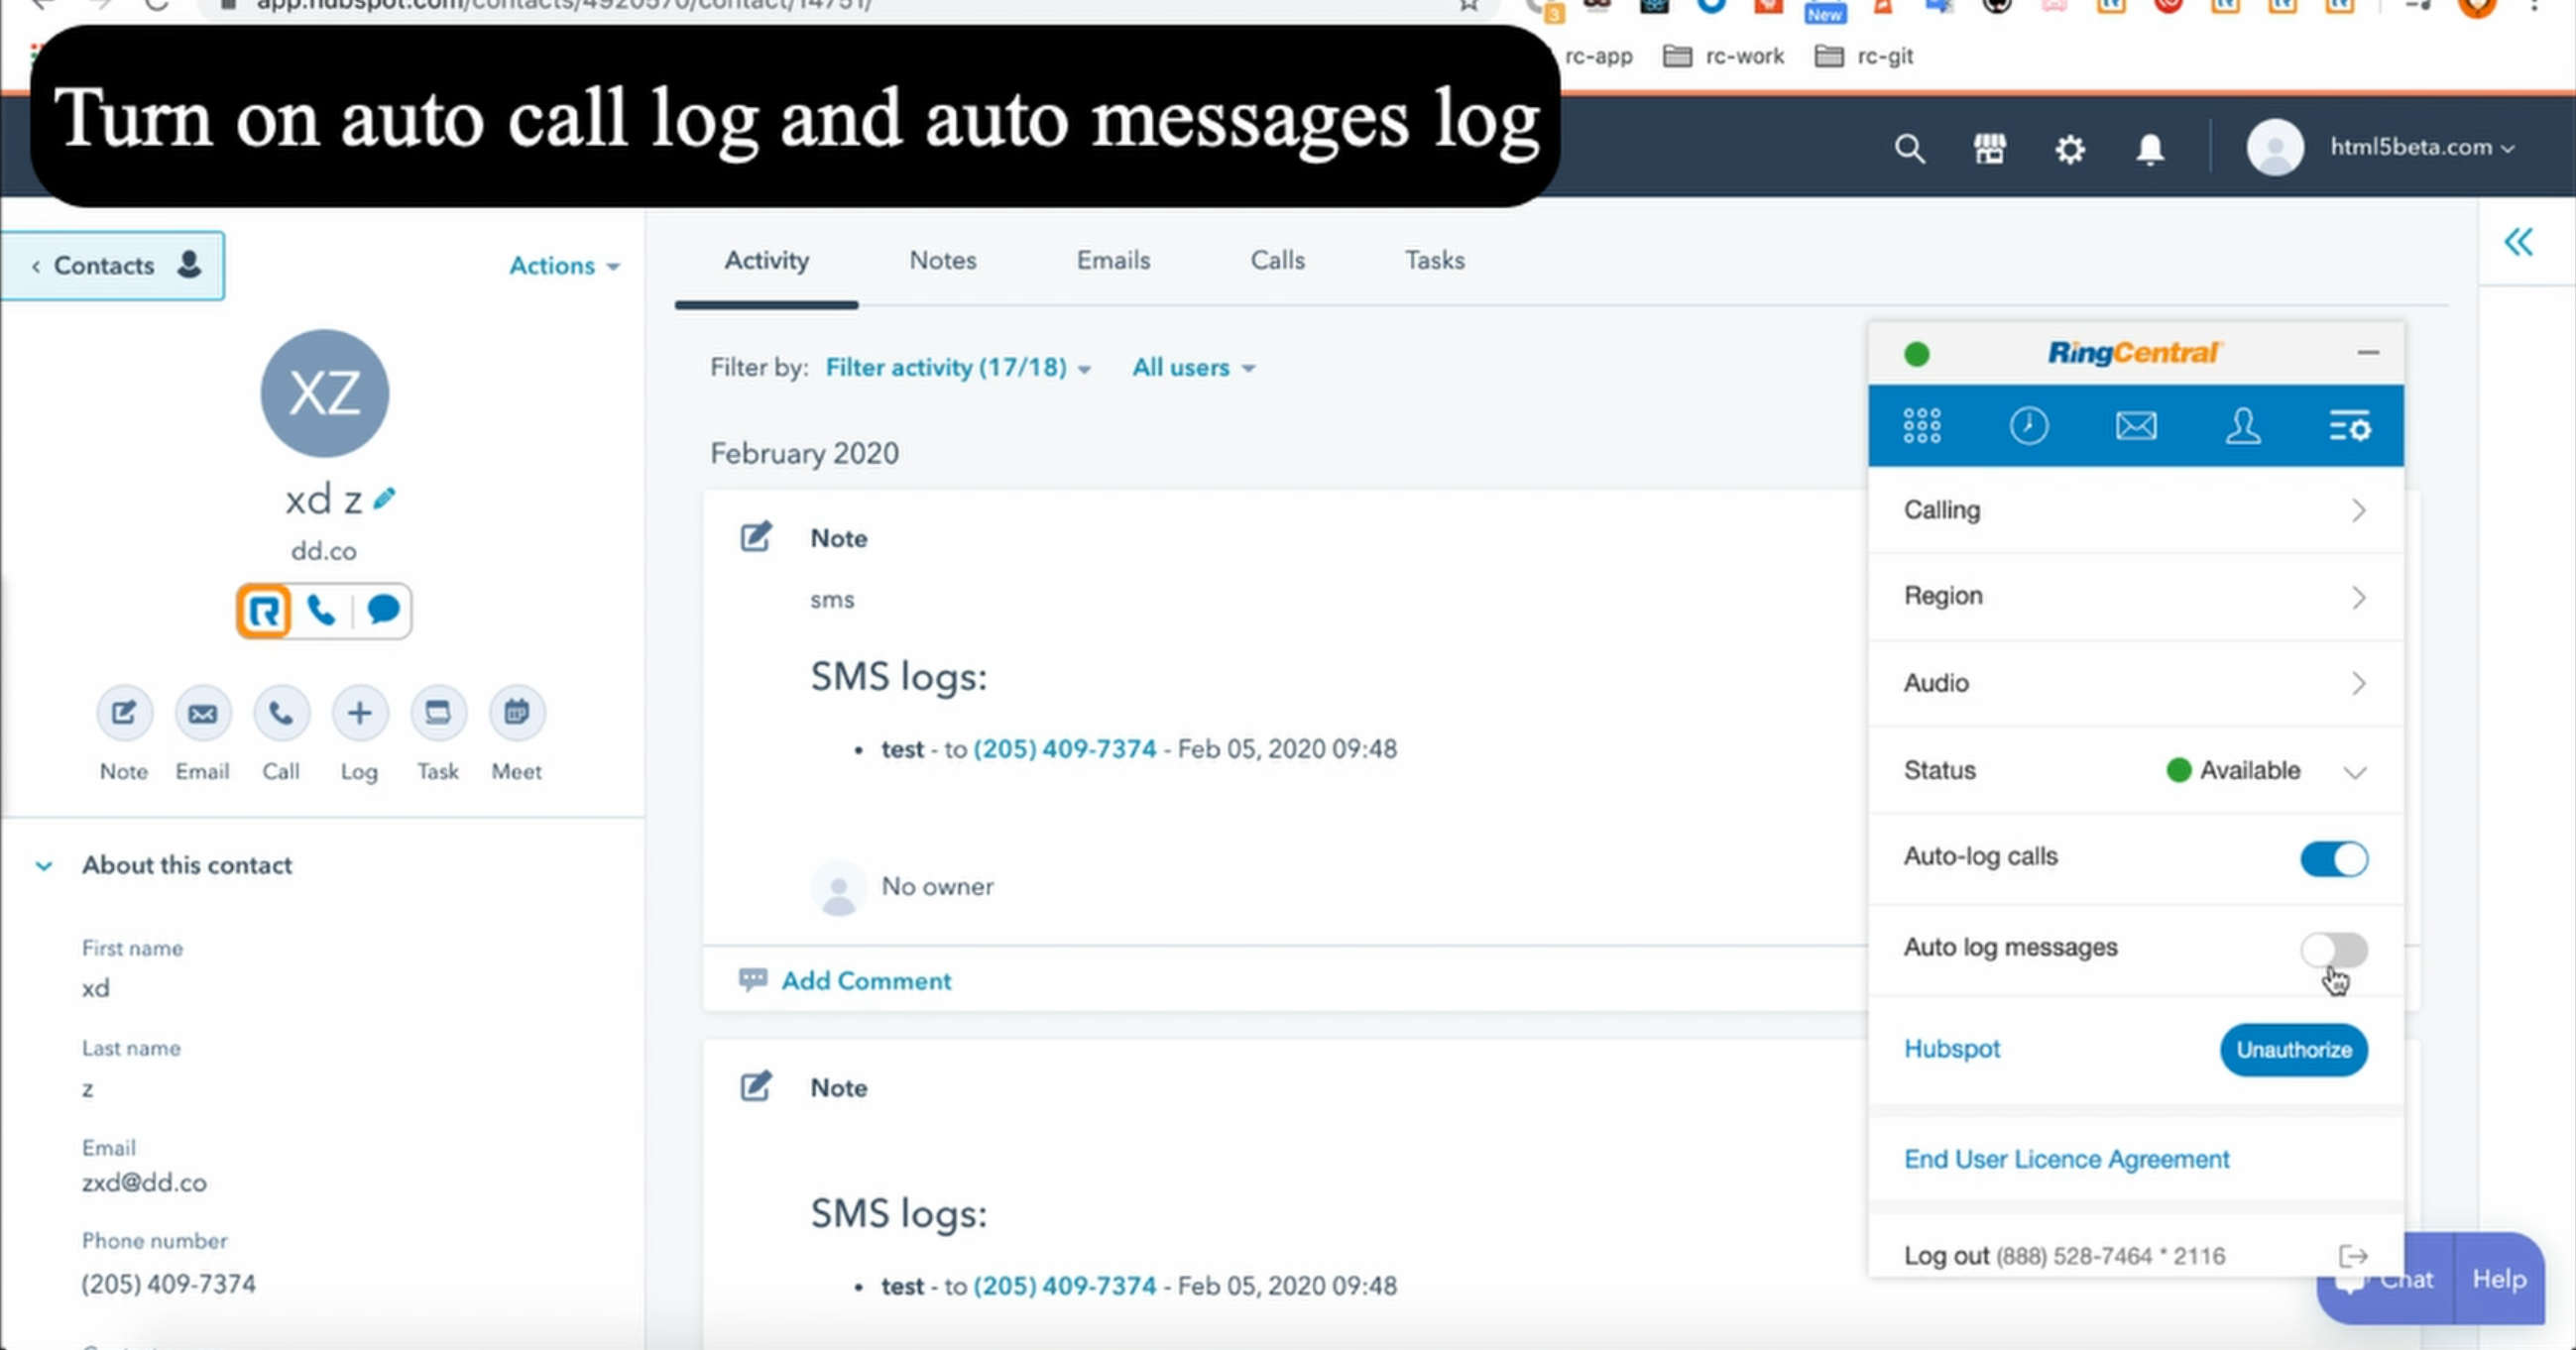 app.hubspot.com/contacts/4920570/contact/14751/
3
New
rc-app
rc-work
rc-git
Turn on auto call log and auto messages log
html5beta.com
Contacts
Actions
XZ
xd z
dd.co
Note
Email
Call
Log
Task
Meet
About this contact
First name
xd
Last name
z
Email
zxd@dd.co
Phone number
(205) 409-7374
Activity
Notes
Emails
Calls
Tasks
Filter by: Filter activity (17/18)
All users
February 2020
Note
sms
SMS logs:
• test - to (205) 409-7374 - Feb 05, 2020 09:48
No owner
Add Comment
Note
SMS logs:
• test - to (205) 409-7374 - Feb 05, 2020 09:48
RingCentral
Calling
Region
Audio
Status
Available
Auto-log calls
Auto log messages
Hubspot
Unauthorize
End User Licence Agreement
Log out (888) 528-7464 * 2116
Chat
Help